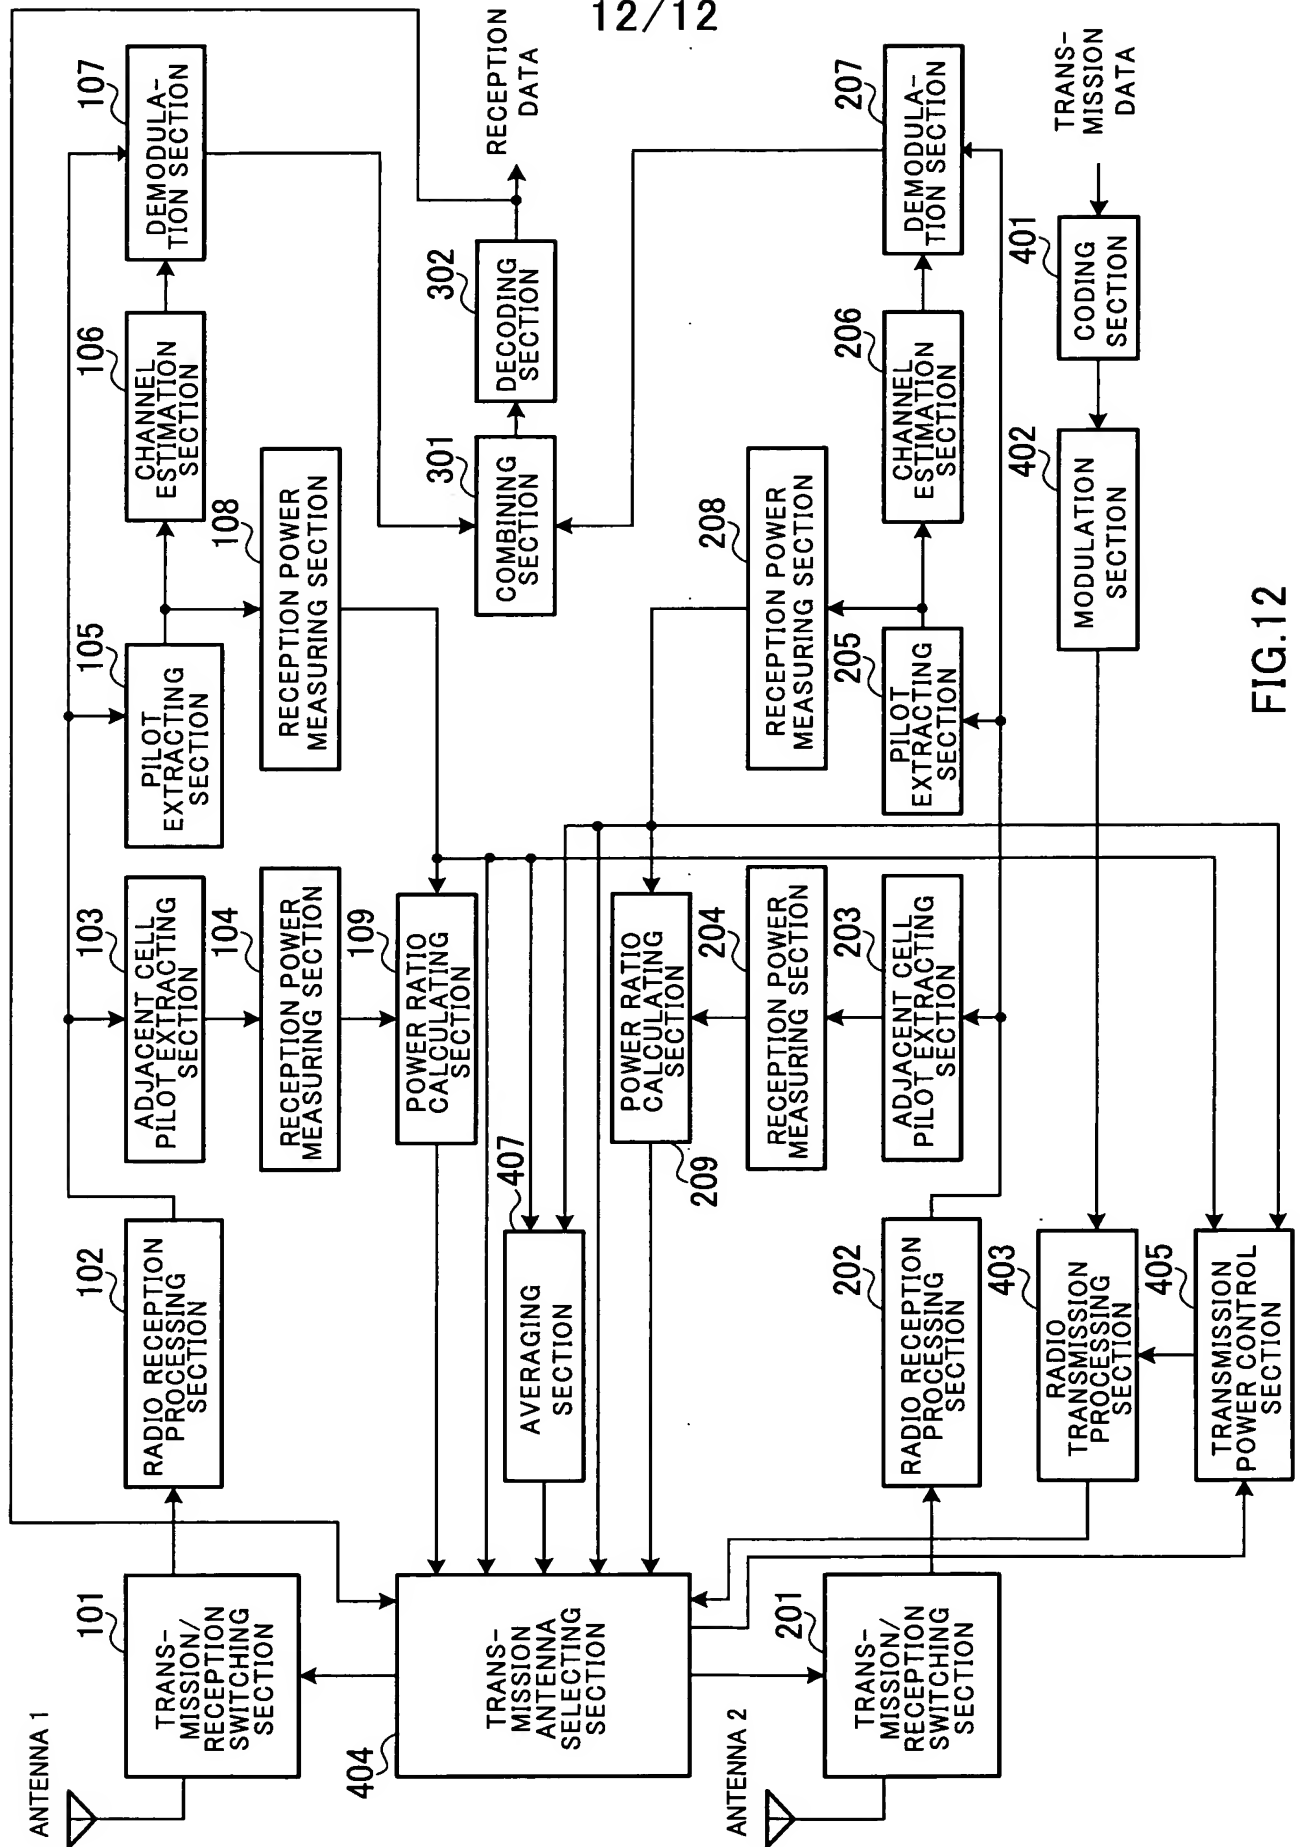 12/12
ANTENNA 1
101
TRANS-
MISSION/
RECEPTION
SWITCHING
SECTION
102
RADIO RECEPTION
PROCESSING
SECTION
103
ADJACENT CELL
PILOT EXTRACTING
SECTION
104
RECEPTION POWER
MEASURING SECTION
109
POWER RATIO
CALCULATING
SECTION
105
PILOT
EXTRACTING
SECTION
106
CHANNEL
ESTIMATION
SECTION
107
DEMODULA-
TION SECTION
108
RECEPTION POWER
MEASURING SECTION
301
COMBINING
SECTION
302
DECODING
SECTION
RECEPTION
DATA
404
TRANS-
MISSION
ANTENNA
SELECTING
SECTION
407
AVERAGING
SECTION
209
POWER RATIO
CALCULATING
SECTION
204
RECEPTION POWER
MEASURING SECTION
203
ADJACENT CELL
PILOT EXTRACTING
SECTION
208
RECEPTION POWER
MEASURING SECTION
205
PILOT
EXTRACTING
SECTION
206
CHANNEL
ESTIMATION
SECTION
207
DEMODULA-
TION SECTION
ANTENNA 2
201
TRANS-
MISSION/
RECEPTION
SWITCHING
SECTION
202
RADIO RECEPTION
PROCESSING
SECTION
403
RADIO
TRANSMISSION
PROCESSING
SECTION
405
TRANSMISSION
POWER CONTROL
SECTION
402
MODULATION
SECTION
401
CODING
SECTION
TRANS-
MISSION
DATA
FIG.12